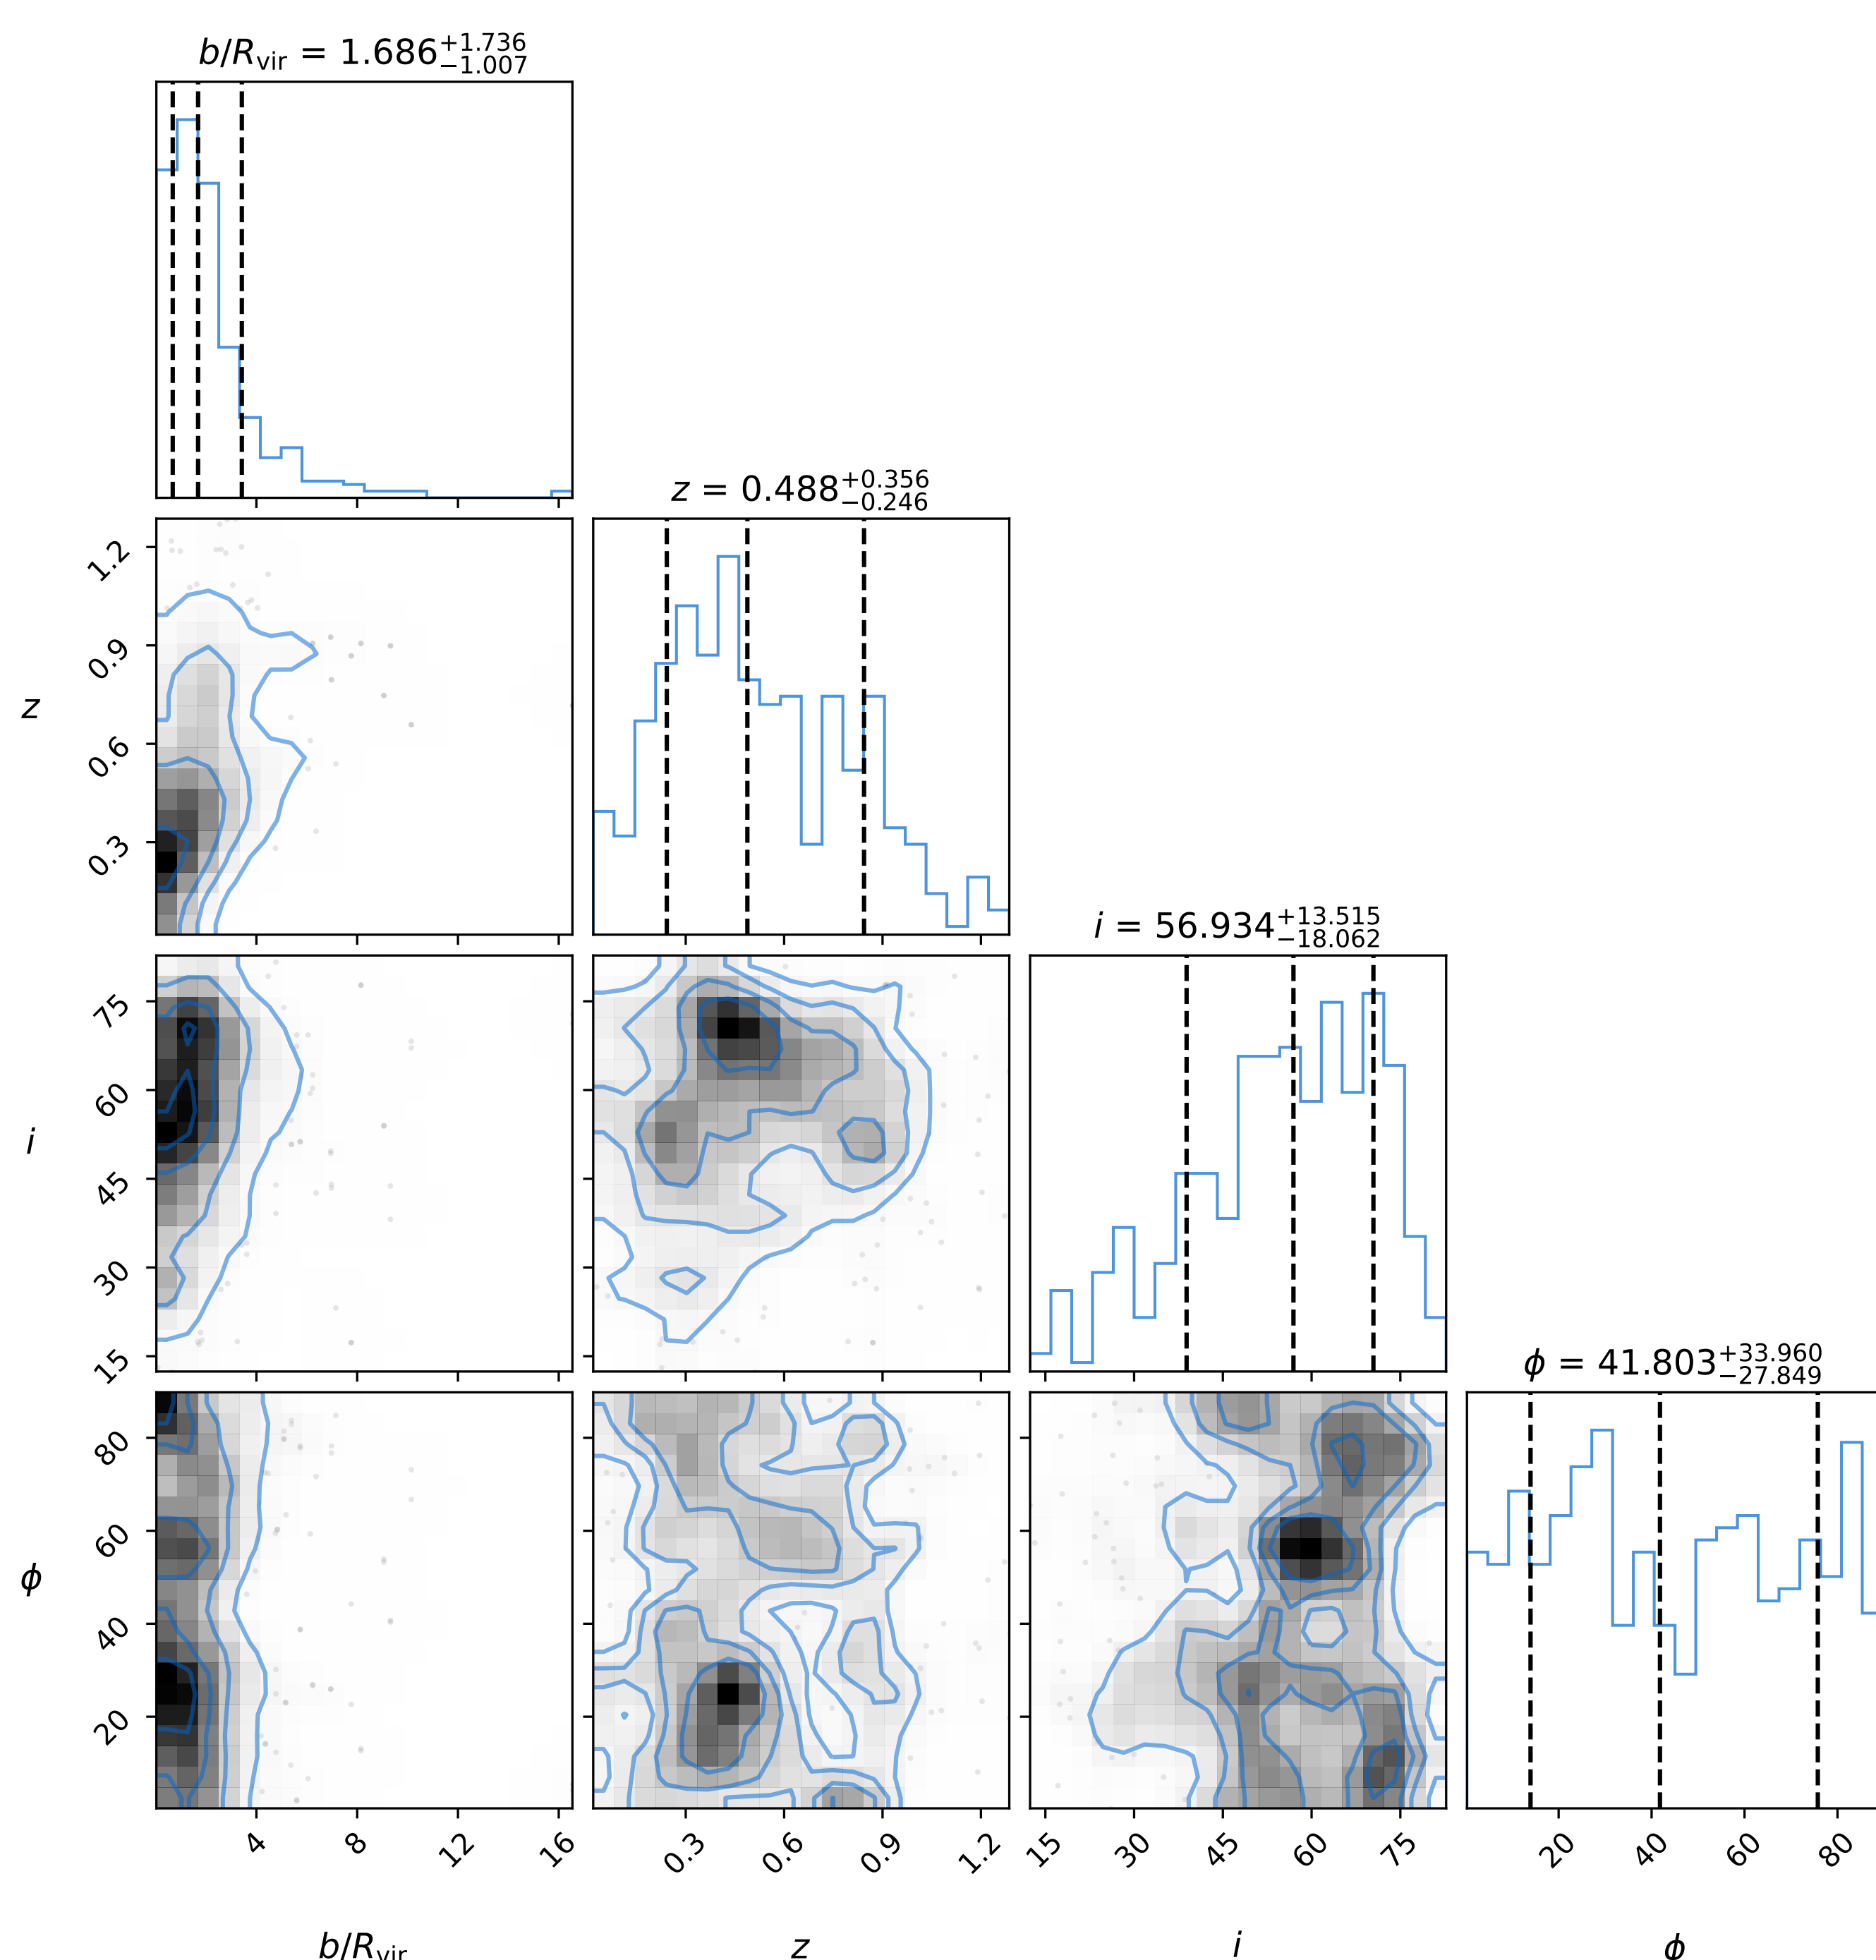 b/R_vir = 1.686 +1.736 −1.007
z = 0.488 +0.356 −0.246
1.2
0.9
z
0.6
0.3
i = 56.934 +13.515 −18.062
75
60
i
45
30
15
ϕ = 41.803 +33.960 −27.849
80
60
ϕ
40
20
4 8 12 16 0.3 0.6 0.9 1.2 15 30 45 60 75 20 40 60 80
b/R_vir z i ϕ